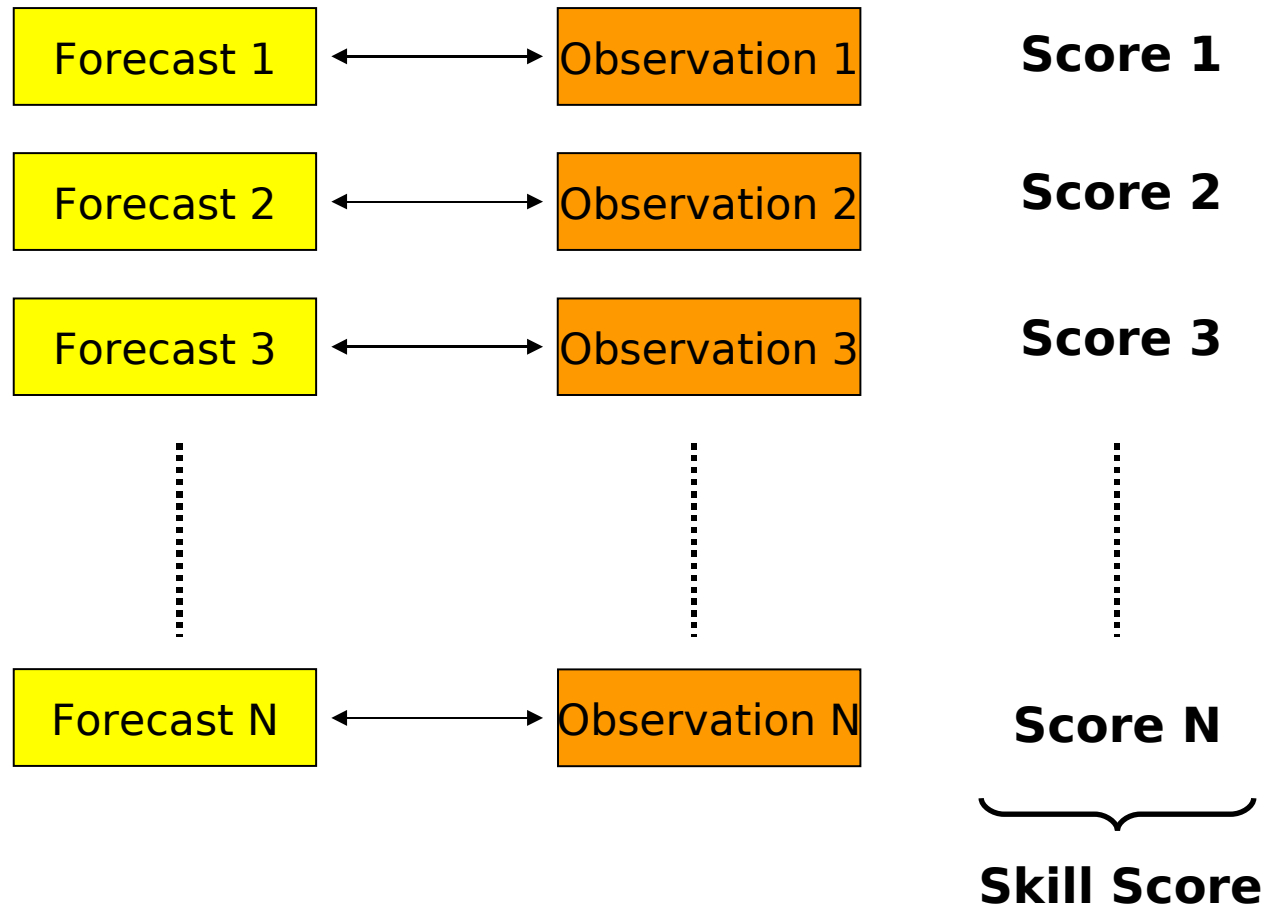 Forecast 1 Observation 1 Score 1
Forecast 2 Observation 2 Score 2
Forecast 3 Observation 3 Score 3
Forecast N Observation N Score N
Skill Score